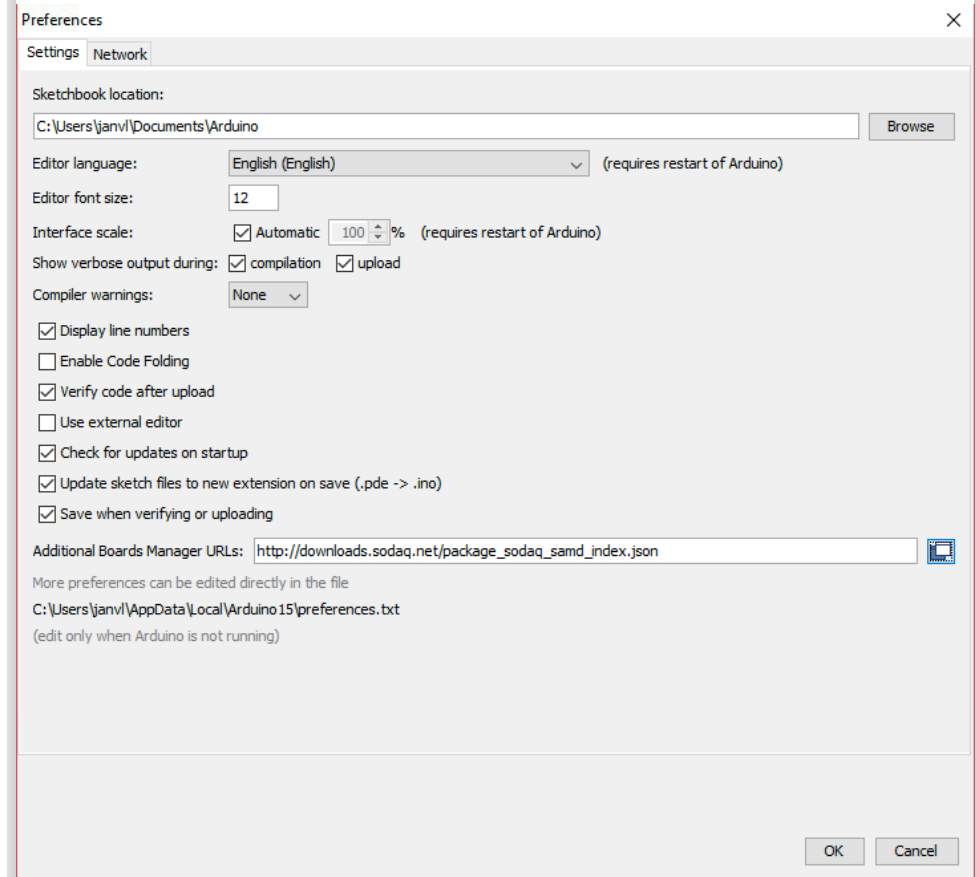 Preferences
Settings Network
Sketchbook location:
C:\Users\janvl\Documents\Arduino Browse
Editor language: English (English) (requires restart of Arduino)
Editor font size: 12
Interface scale: Automatic 100 % (requires restart of Arduino)
Show verbose output during: compilation upload
Compiler warnings: None
Display line numbers
Enable Code Folding
Verify code after upload
Use external editor
Check for updates on startup
Update sketch files to new extension on save (.pde -> .ino)
Save when verifying or uploading
Additional Boards Manager URLs: http://downloads.sodaq.net/package_sodaq_samd_index.json
More preferences can be edited directly in the file
C:\Users\janvl\AppData\Local\Arduino15\preferences.txt
(edit only when Arduino is not running)
OK Cancel